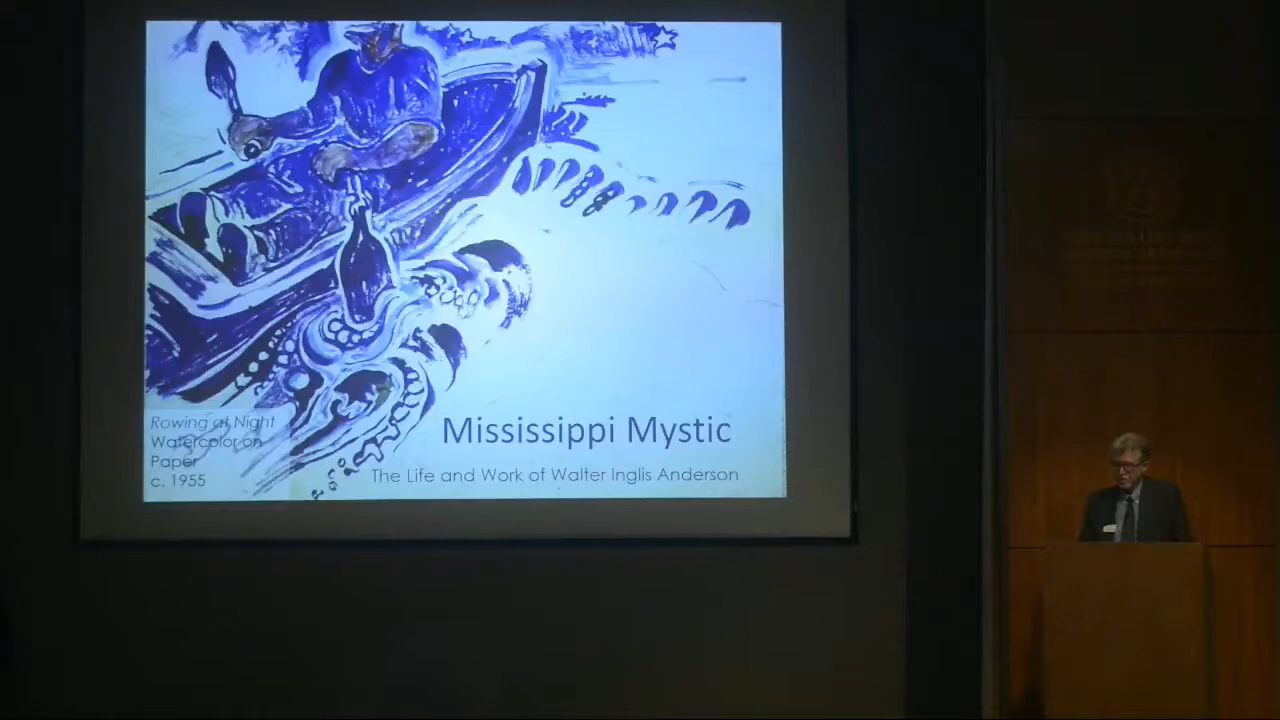 Rowing at Night
Watercolor on
Paper
c. 1955
Mississippi Mystic
The Life and Work of Walter Inglis Anderson